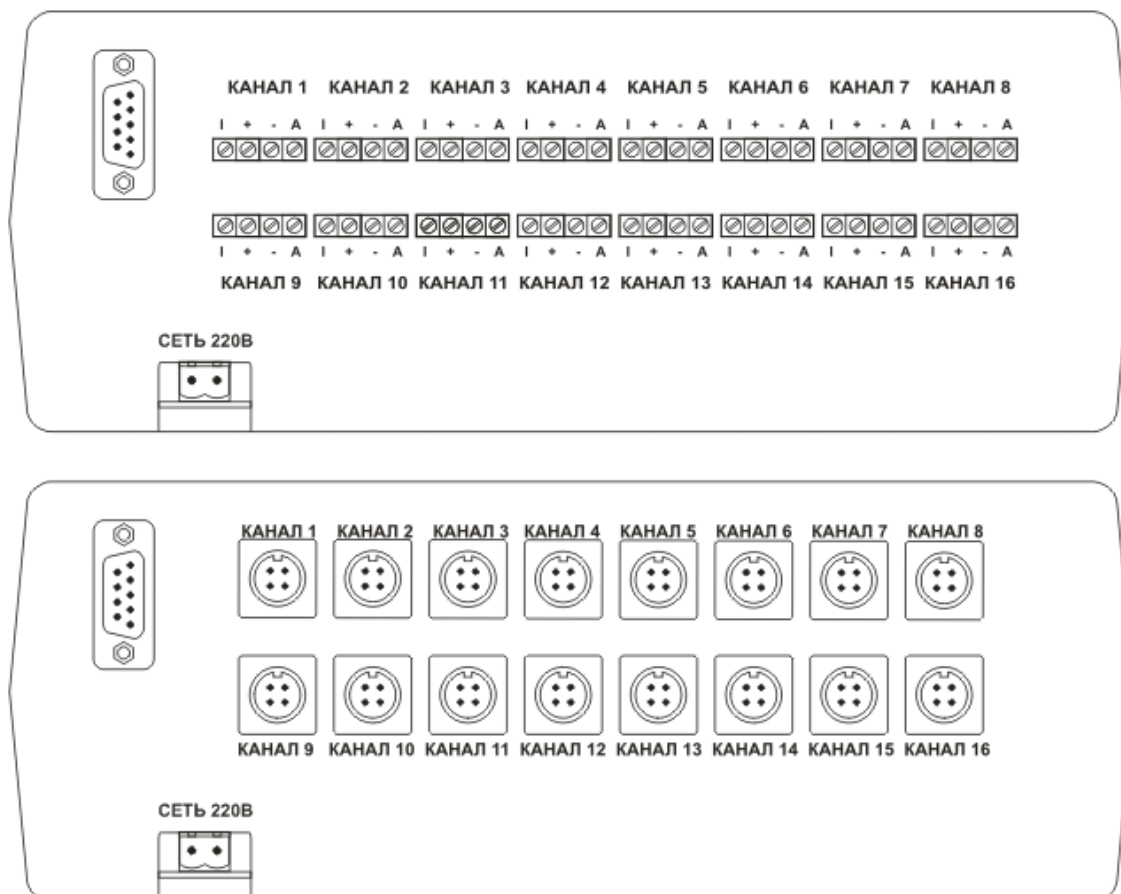 КАНАЛ 1 КАНАЛ 2 КАНАЛ 3 КАНАЛ 4 КАНАЛ 5 КАНАЛ 6 КАНАЛ 7 КАНАЛ 8
I + - A I + - A I + - A I + - A I + - A I + - A I + - A I + - A
I + - A I + - A I + - A I + - A I + - A I + - A I + - A I + - A
КАНАЛ 9 КАНАЛ 10 КАНАЛ 11 КАНАЛ 12 КАНАЛ 13 КАНАЛ 14 КАНАЛ 15 КАНАЛ 16
СЕТЬ 220В
КАНАЛ 1 КАНАЛ 2 КАНАЛ 3 КАНАЛ 4 КАНАЛ 5 КАНАЛ 6 КАНАЛ 7 КАНАЛ 8
КАНАЛ 9 КАНАЛ 10 КАНАЛ 11 КАНАЛ 12 КАНАЛ 13 КАНАЛ 14 КАНАЛ 15 КАНАЛ 16
СЕТЬ 220В